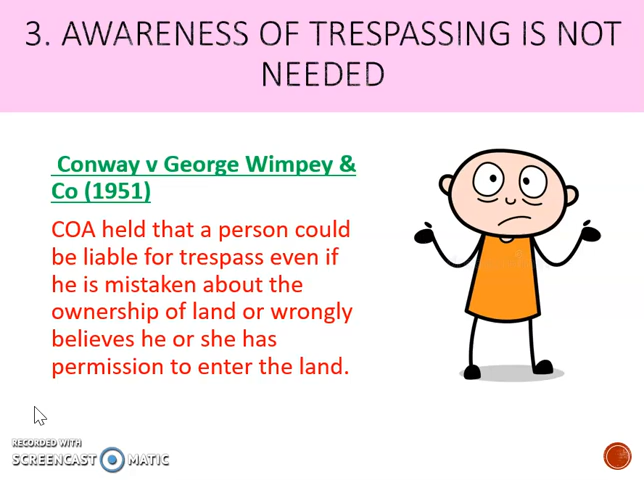 3. AWARENESS OF TRESPASSING IS NOT
NEEDED
Conway v George Wimpey &
Co (1951)
COA held that a person could
be liable for trespass even if
he is mistaken about the
ownership of land or wrongly
believes he or she has
permission to enter the land.
RECORDED WITH
SCREENCAST MATIC